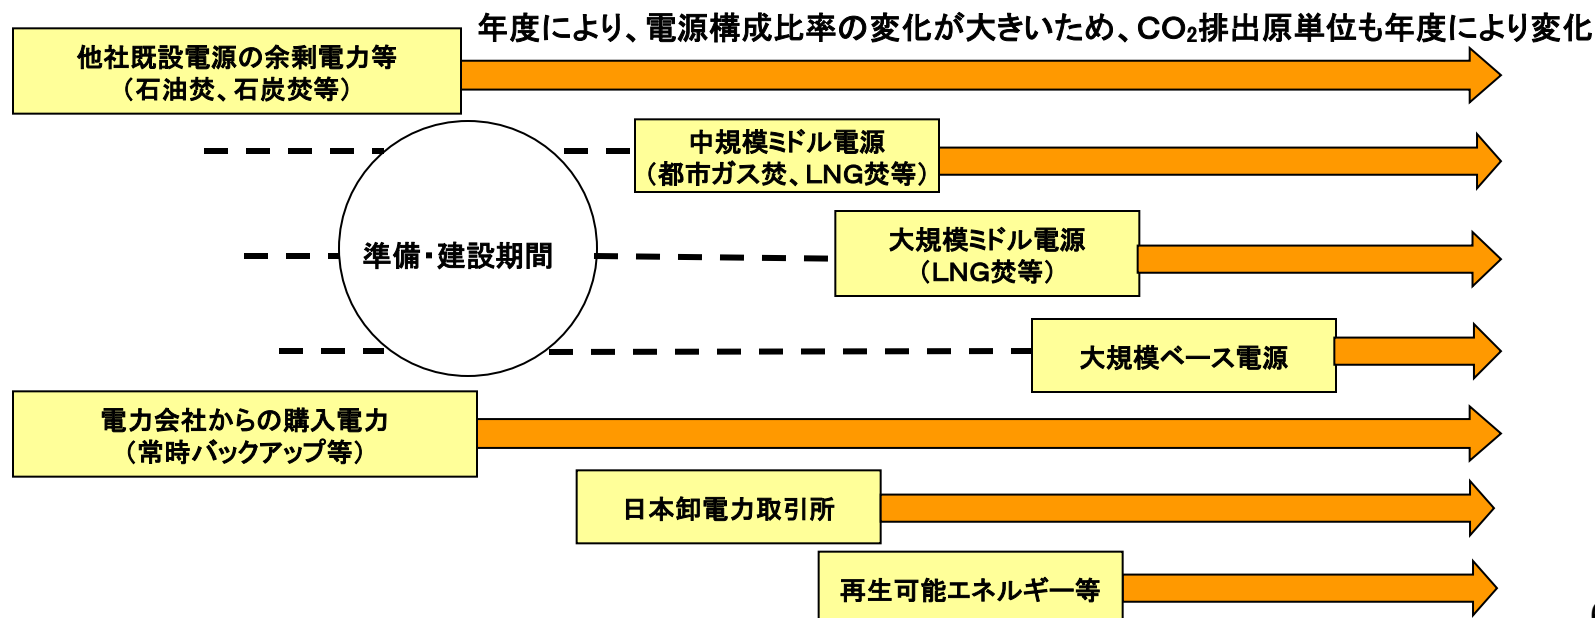 年度により、電源構成比率の変化が大きいため、CO₂排出原単位も年度により変化
他社既設電源の余剰電力等
（石油焚、石炭焚等）
中規模ミドル電源
（都市ガス焚、LNG焚等）
大規模ミドル電源
（LNG焚等）
準備・建設期間
大規模ベース電源
電力会社からの購入電力
（常時バックアップ等）
日本卸電力取引所
再生可能エネルギー等